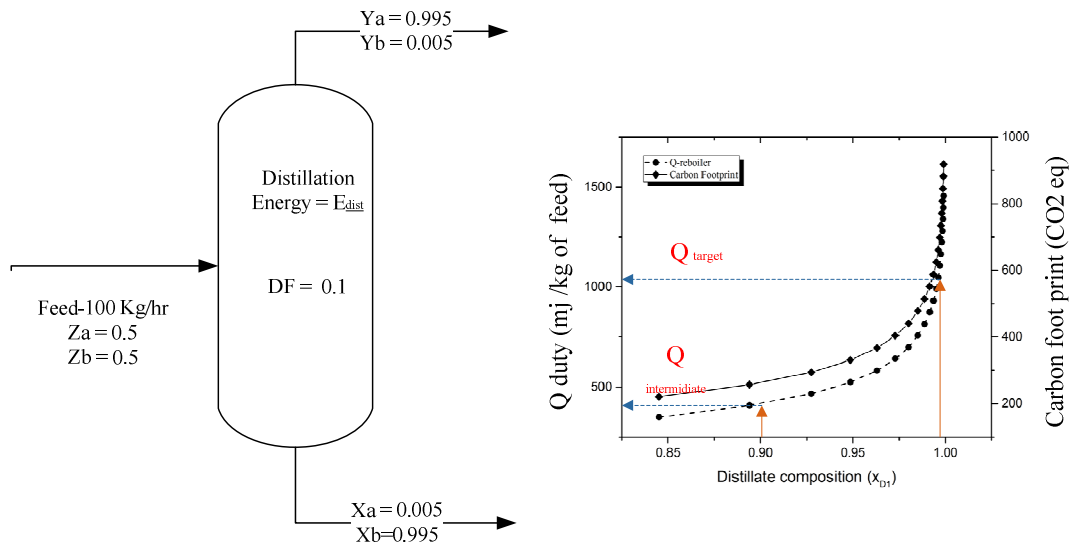 Ya = 0.995
Yb = 0.005
Distillation
Energy = Edist
DF = 0.1
Feed-100 Kg/hr
Za = 0.5
Zb = 0.5
Xa = 0.005
Xb=0.995
Q duty (mj /kg of feed)
1500
1000
500
Q-reboiler
Carbon Footprint
Q target
Q
intermidiate
1000
800
600
400
200
Carbon foot print (CO2 eq)
0.85
0.90
0.95
1.00
Distillate composition (xD1)